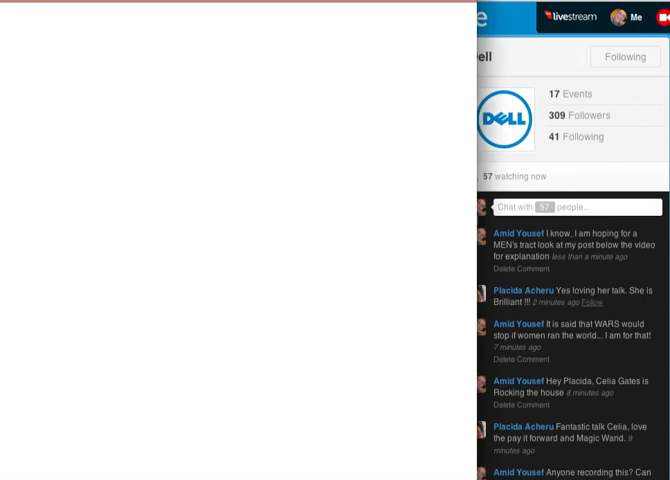 e livestream Me
ell Following
17 Events
DELL
309 Followers
41 Following
57 watching now
Chat with 57 people...
Amid Yousef I know, I am hoping for a
MEN's tract look at my post below the video
for explanation less than a minute ago
Delete Comment
Placida Acheru Yes loving her talk. She is
Brilliant !!! 2 minutes ago Follow
Amid Yousef It is said that WARS would
stop if women ran the world... I am for that!
7 minutes ago
Delete Comment
Amid Yousef Hey Placida, Celia Gates is
Rocking the house 8 minutes ago
Delete Comment
Placida Acheru Fantastic talk Celia, love
the pay it forward and Magic Wand. 9
minutes ago
Amid Yousef Anyone recording this? Can